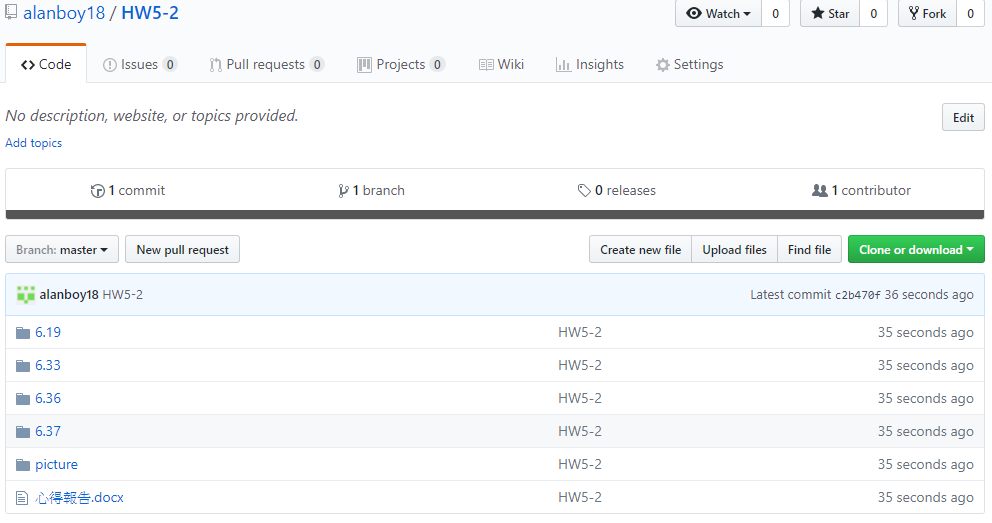 alanboy18 / HW5-2 Watch 0 Star 0 Fork 0
Code Issues 0 Pull requests 0 Projects 0 Wiki Insights Settings
No description, website, or topics provided. Edit
Add topics
1 commit 1 branch 0 releases 1 contributor
Branch: master New pull request Create new file Upload files Find file Clone or download
alanboy18 HW5-2 Latest commit c2b470f 36 seconds ago
6.19 HW5-2 35 seconds ago
6.33 HW5-2 35 seconds ago
6.36 HW5-2 35 seconds ago
6.37 HW5-2 35 seconds ago
picture HW5-2 35 seconds ago
心得報告.docx HW5-2 35 seconds ago